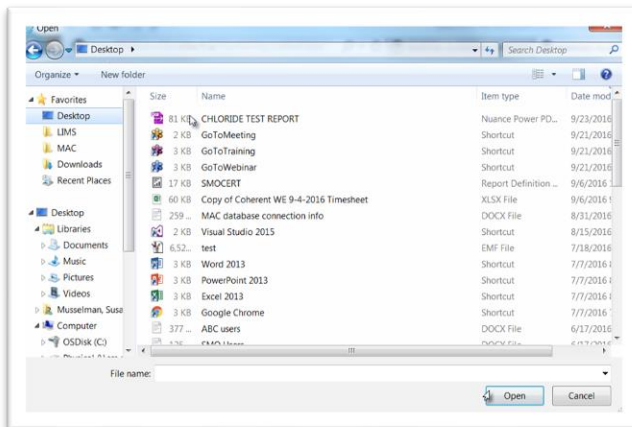 Open
Desktop
Search Desktop
Organize
New folder
Favorites
Desktop
LIMS
MAC
Downloads
Recent Places
Desktop
Libraries
Documents
Music
Pictures
Videos
Musselman, Susa
Computer
OSDisk (C:)
Size Name Item type Date mod
81 KB CHLORIDE TEST REPORT Nuance Power PD... 9/23/2016
2 KB GoToMeeting Shortcut 9/21/2016
3 KB GoToTraining Shortcut 9/21/2016
3 KB GoToWebinar Shortcut 9/21/2016
17 KB SMOCERT Report Definition ... 9/6/2016
60 KB Copy of Coherent WE 9-4-2016 Timesheet XLSX File 9/6/2016
259 ... MAC database connection info DOCX File 8/31/2016
2 KB Visual Studio 2015 Shortcut 8/15/2016
6,52... test EMF File 7/18/2016
3 KB Word 2013 Shortcut 7/7/2016
3 KB PowerPoint 2013 Shortcut 7/7/2016
3 KB Excel 2013 Shortcut 7/7/2016
3 KB Google Chrome Shortcut 7/7/2016
377 ... ABC users DOCX File 6/17/2016
File name:
Open Cancel